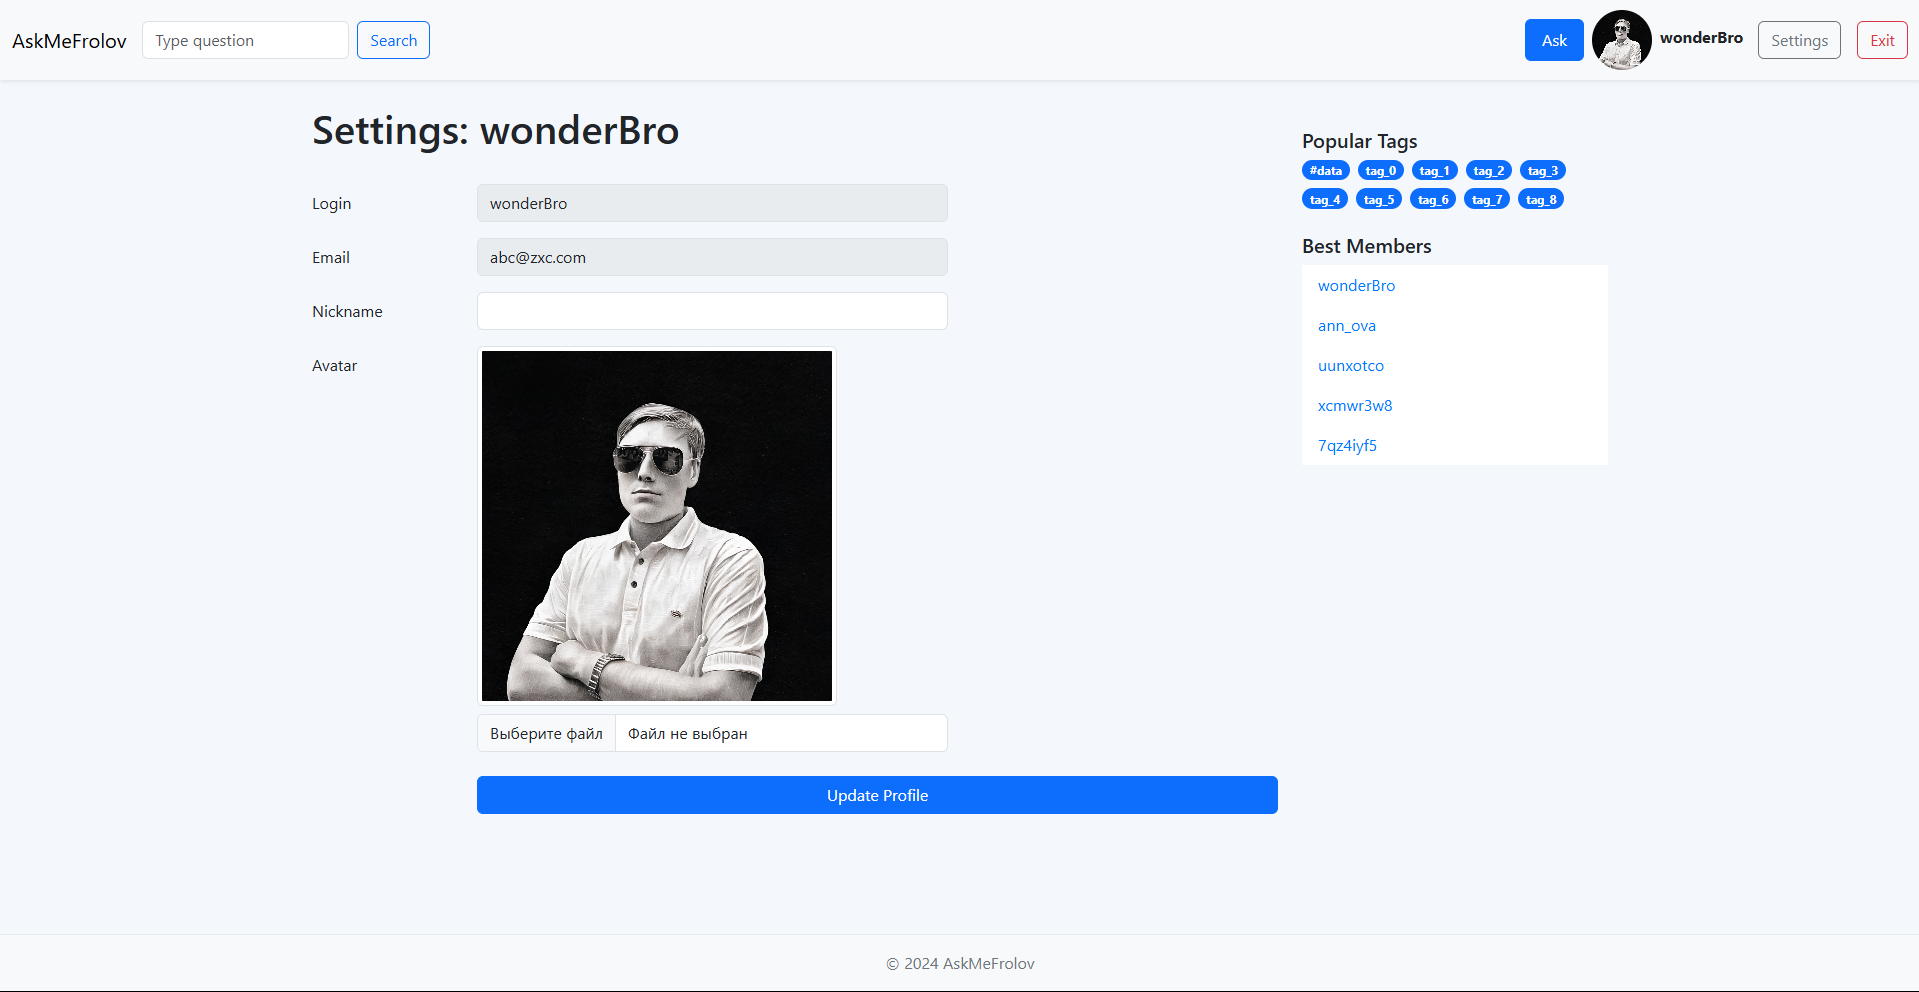 AskMeFrolov Type question Search Ask wonderBro Settings Exit
Settings: wonderBro
Login wonderBro
Email abc@zxc.com
Nickname
Avatar
Выберите файл Файл не выбран
Update Profile
Popular Tags
#data tag_0 tag_1 tag_2 tag_3
tag_4 tag_5 tag_6 tag_7 tag_8
Best Members
wonderBro
ann_ova
uunxotco
xcmwr3w8
7qz4iyf5
© 2024 AskMeFrolov